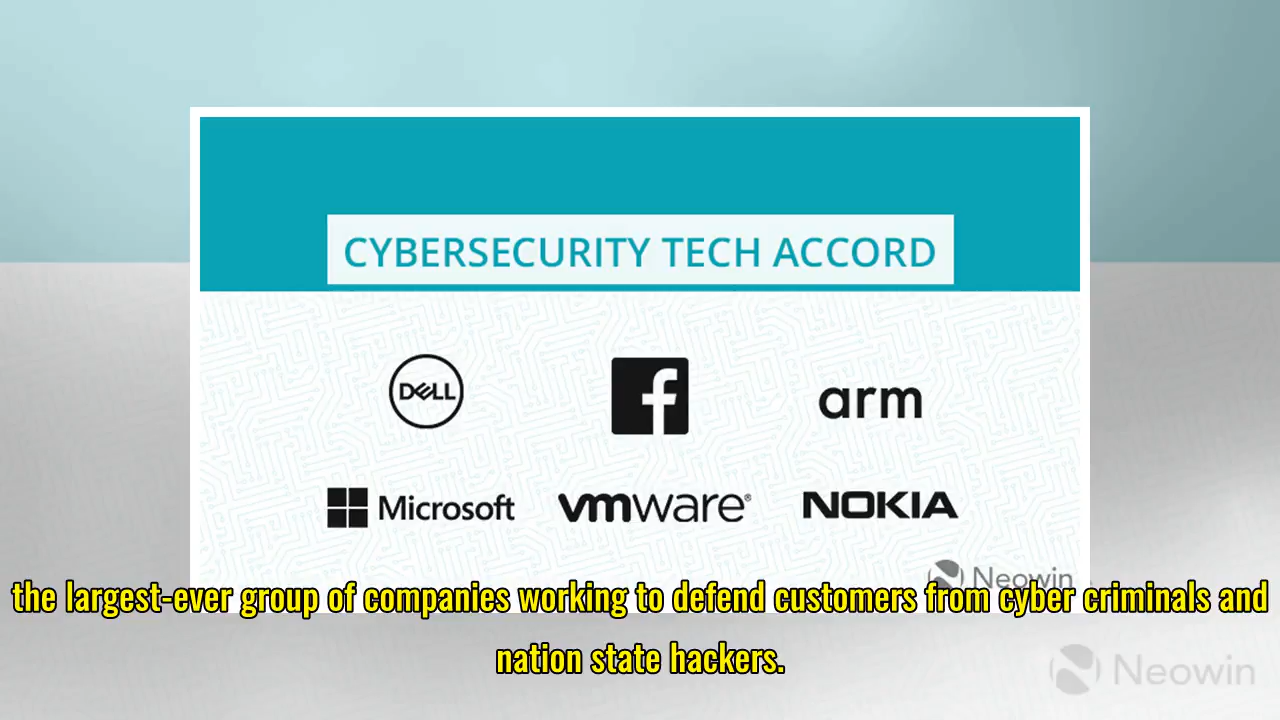 CYBERSECURITY TECH ACCORD
DELL f arm
Microsoft vmware® NOKIA
Neowin
the largest-ever group of companies working to defend customers from cyber criminals and
nation state hackers.
Neowin